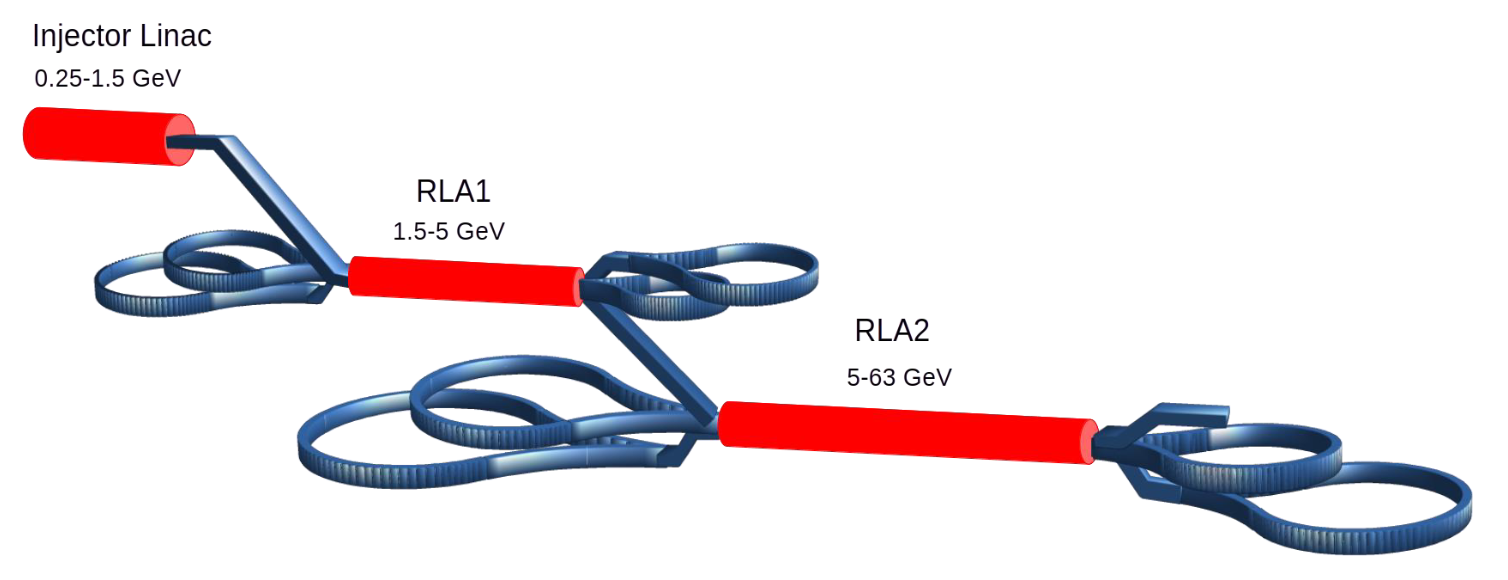 Injector Linac
0.25-1.5 GeV
RLA1
1.5-5 GeV
RLA2
5-63 GeV